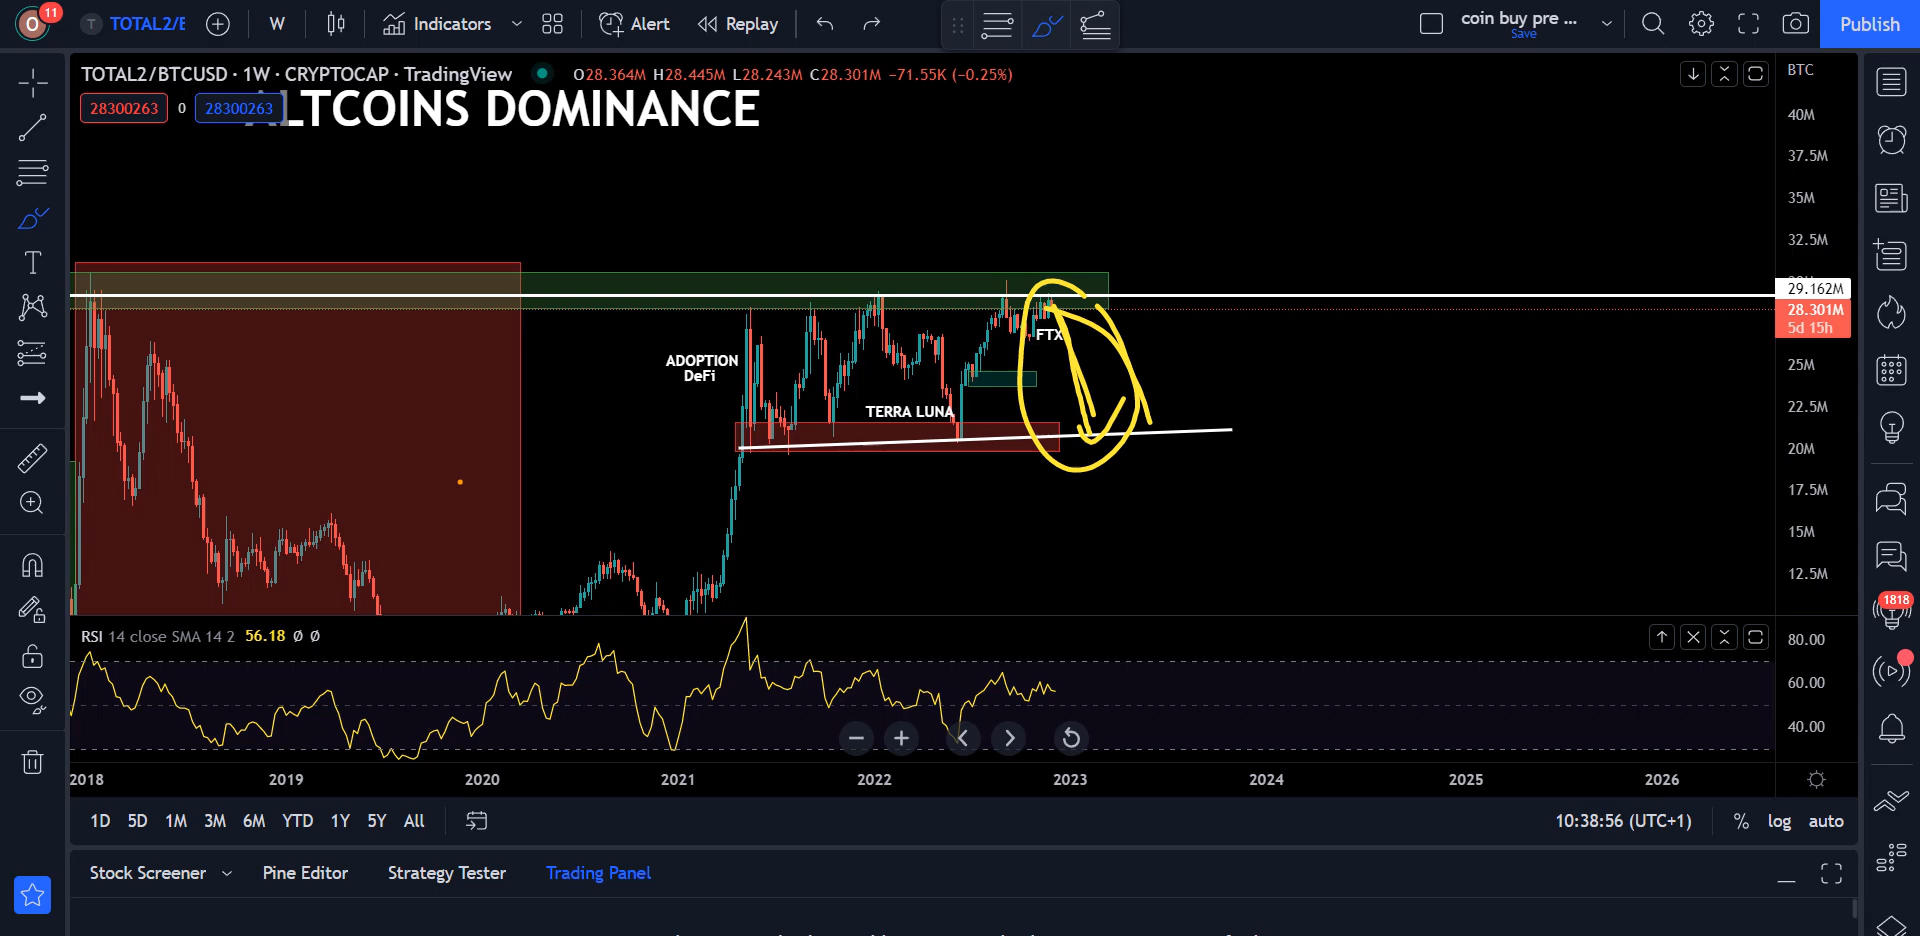 O 11
T TOTAL2/E
W
Indicators
Alert
Replay
coin buy pre ...
Save
Publish
TOTAL2/BTCUSD · 1W · CRYPTOCAP · TradingView
O28.364M H28.445M L28.243M C28.301M −71.55K (−0.25%)
BTC
28300263 0 28300263
ALTCOINS DOMINANCE
40M
37.5M
35M
32.5M
29.162M
28.301M
5d 15h
FTX
ADOPTION
DeFi
25M
TERRA LUNA
22.5M
20M
17.5M
15M
12.5M
RSI 14 close SMA 14 2 56.18 Ø Ø
80.00
60.00
40.00
1818
2018 2019 2020 2021 2022 2023 2024 2025 2026
1D 5D 1M 3M 6M YTD 1Y 5Y All
10:38:56 (UTC+1) % log auto
Stock Screener Pine Editor Strategy Tester Trading Panel